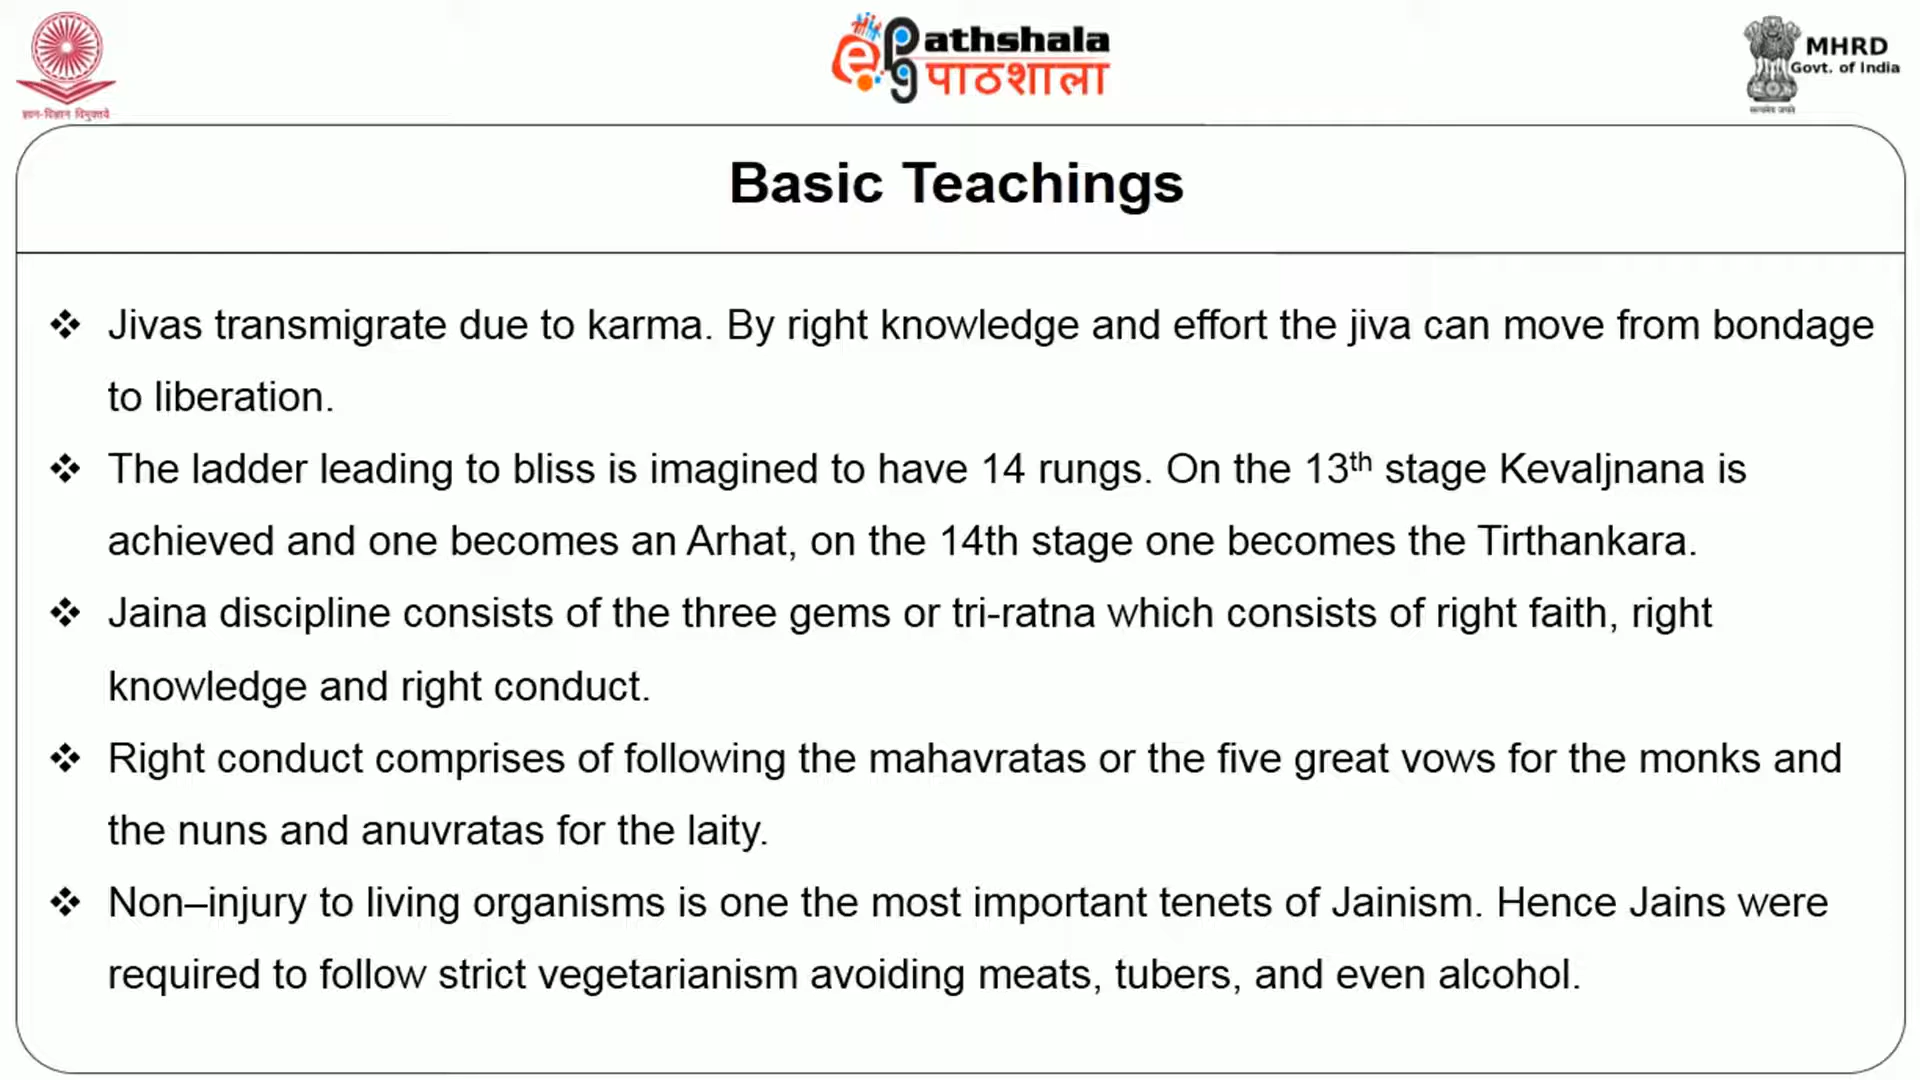 ज्ञान-विज्ञान विमुक्तये
ePathshala
pg पाठशाला
MHRD
Govt. of India
सत्यमेव जयते
Basic Teachings
❖ Jivas transmigrate due to karma. By right knowledge and effort the jiva can move from bondage
to liberation.
❖ The ladder leading to bliss is imagined to have 14 rungs. On the 13th stage Kevaljnana is
achieved and one becomes an Arhat, on the 14th stage one becomes the Tirthankara.
❖ Jaina discipline consists of the three gems or tri-ratna which consists of right faith, right
knowledge and right conduct.
❖ Right conduct comprises of following the mahavratas or the five great vows for the monks and
the nuns and anuvratas for the laity.
❖ Non–injury to living organisms is one the most important tenets of Jainism. Hence Jains were
required to follow strict vegetarianism avoiding meats, tubers, and even alcohol.